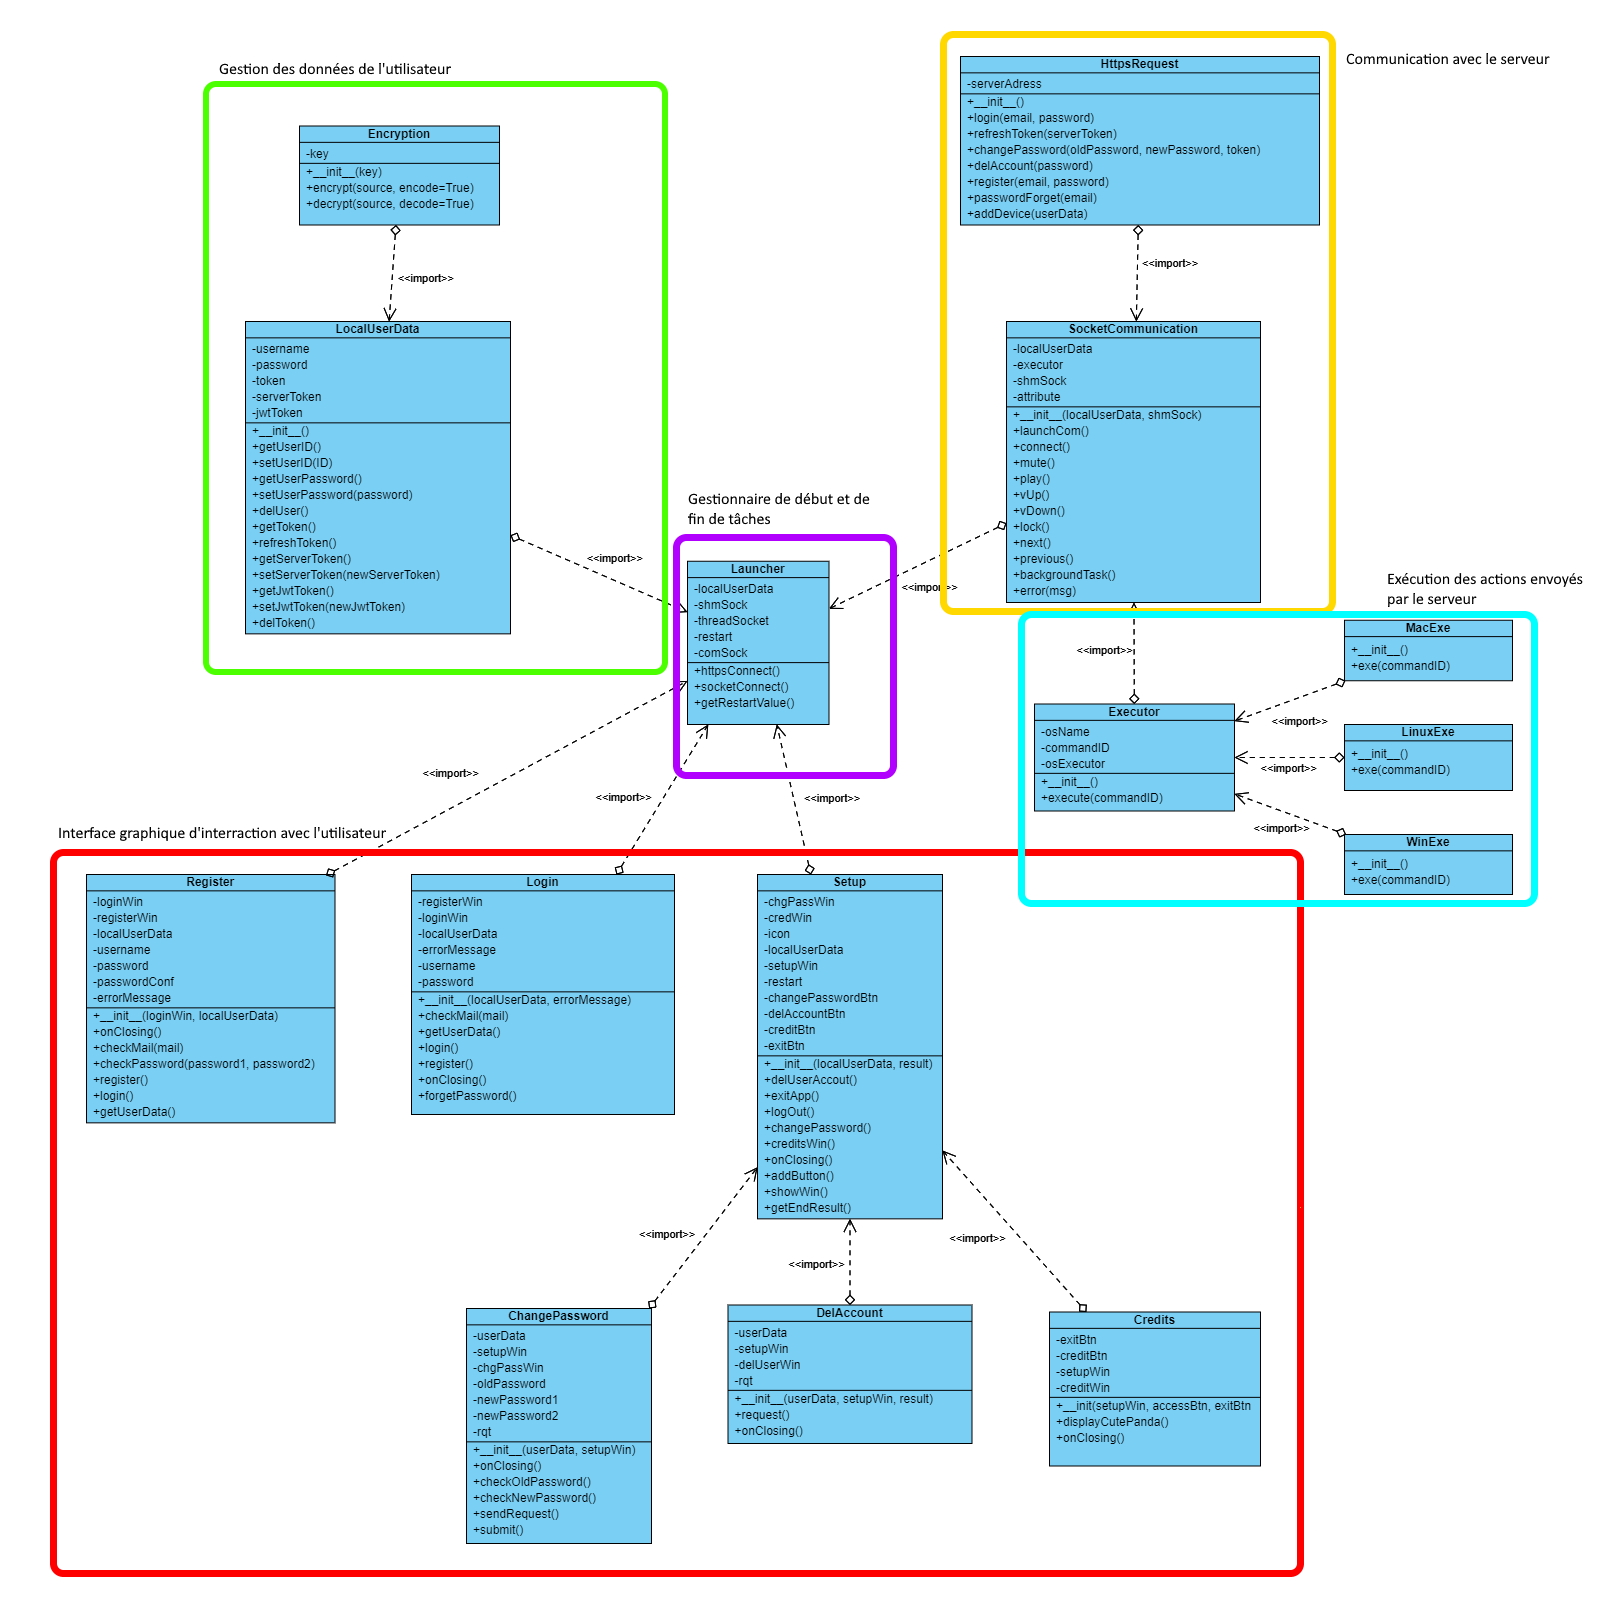 Gestion des données de l'utilisateur
Encryption
-key
+__init__(key)
+encrypt(source, encode=True)
+decrypt(source, decode=True)
<<import>>
LocalUserData
-username
-password
-token
-serverToken
-jwtToken
+__init__()
+getUserID()
+setUserID(ID)
+getUserPassword()
+setUserPassword(password)
+delUser()
+getToken()
+refreshToken()
+getServerToken()
+setServerToken(newServerToken)
+getJwtToken()
+setJwtToken(newJwtToken)
+delToken()
<<import>>
Communication avec le serveur
HttpsRequest
-serverAdress
+__init__()
+login(email, password)
+refreshToken(serverToken)
+changePassword(oldPassword, newPassword, token)
+delAccount(password)
+register(email, password)
+passwordForget(email)
+addDevice(userData)
<<import>>
SocketCommunication
-localUserData
-executor
-shmSock
-attribute
+__init__(localUserData, shmSock)
+launchCom()
+connect()
+mute()
+play()
+vUp()
+vDown()
+lock()
+next()
+previous()
+backgroundTask()
+error(msg)
<<import>>
Gestionnaire de début et de
fin de tâches
Launcher
-localUserData
-shmSock
-threadSocket
-restart
-comSock
+httpsConnect()
+socketConnect()
+getRestartValue()
Exécution des actions envoyés
par le serveur
<<import>>
Executor
-osName
-commandID
-osExecutor
+__init__()
+execute(commandID)
MacExe
+__init__()
+exe(commandID)
<<import>>
LinuxExe
+__init__()
+exe(commandID)
<<import>>
WinExe
+__init__()
+exe(commandID)
<<import>>
<<import>>
<<import>>
<<import>>
Interface graphique d'interraction avec l'utilisateur
Register
-loginWin
-registerWin
-localUserData
-username
-password
-passwordConf
-errorMessage
+__init__(loginWin, localUserData)
+onClosing()
+checkMail(mail)
+checkPassword(password1, password2)
+register()
+login()
+getUserData()
Login
-registerWin
-loginWin
-localUserData
-errorMessage
-username
-password
+__init__(localUserData, errorMessage)
+checkMail(mail)
+getUserData()
+login()
+register()
+onClosing()
+forgetPassword()
Setup
-chgPassWin
-credWin
-icon
-localUserData
-setupWin
-restart
-changePasswordBtn
-delAccountBtn
-creditBtn
-exitBtn
+__init__(localUserData, result)
+delUserAccout()
+exitApp()
+logOut()
+changePassword()
+creditsWin()
+onClosing()
+addButton()
+showWin()
+getEndResult()
<<import>>
<<import>>
<<import>>
ChangePassword
-userData
-setupWin
-chgPassWin
-oldPassword
-newPassword1
-newPassword2
-rqt
+__init__(userData, setupWin)
+onClosing()
+checkOldPassword()
+checkNewPassword()
+sendRequest()
+submit()
DelAccount
-userData
-setupWin
-delUserWin
-rqt
+__init__(userData, setupWin, result)
+request()
+onClosing()
Credits
-exitBtn
-creditBtn
-setupWin
-creditWin
+__init(setupWin, accessBtn, exitBtn
+displayCutePanda()
+onClosing()